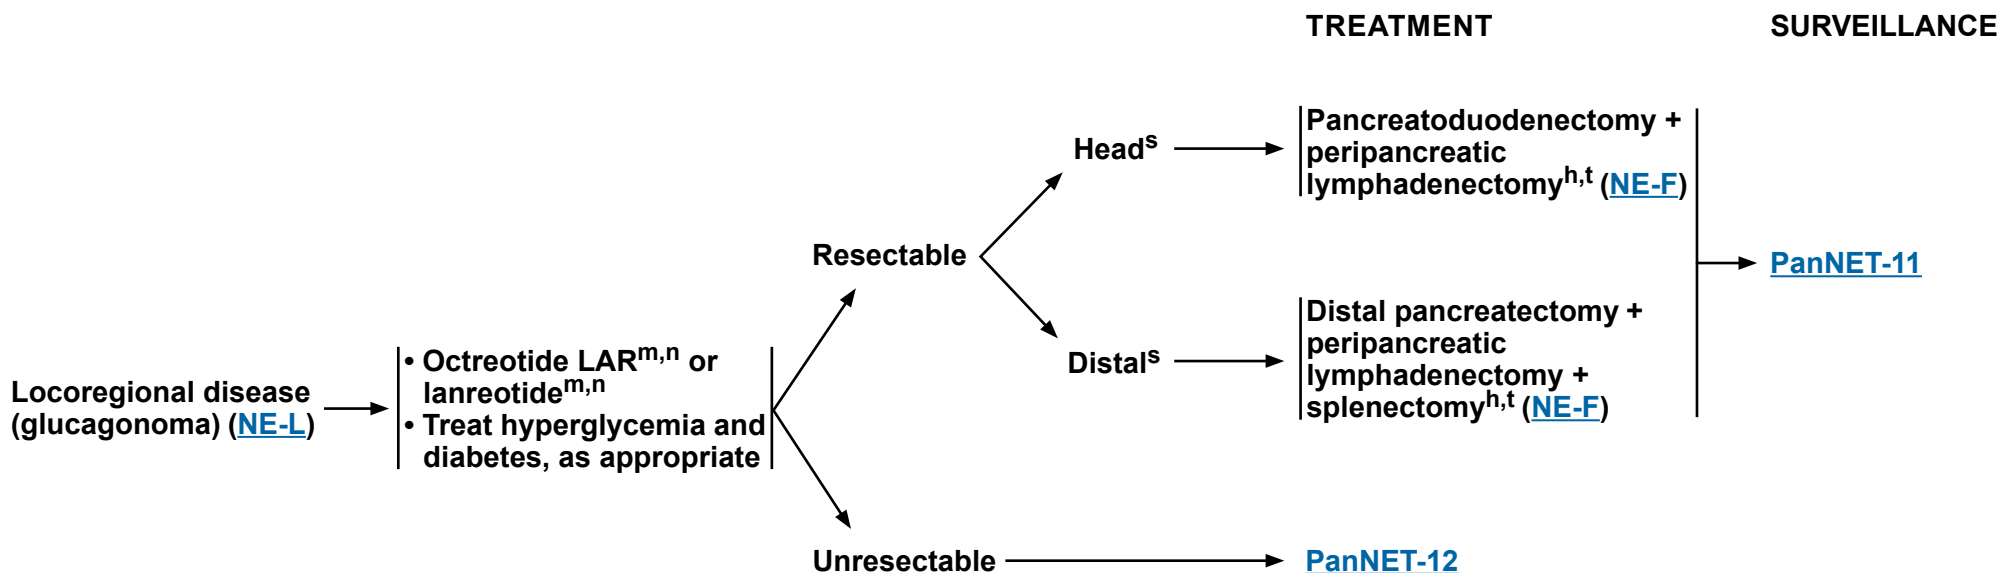 TREATMENT
SURVEILLANCE
Locoregional disease
(glucagonoma) (NE-L)
• Octreotide LARm,n or
lanreotidem,n
• Treat hyperglycemia and
diabetes, as appropriate
Resectable
Heads
Pancreatoduodenectomy +
peripancreatic
lymphadenectomyh,t (NE-F)
Distals
Distal pancreatectomy +
peripancreatic
lymphadenectomy +
splenectomyh,t (NE-F)
PanNET-11
Unresectable
PanNET-12